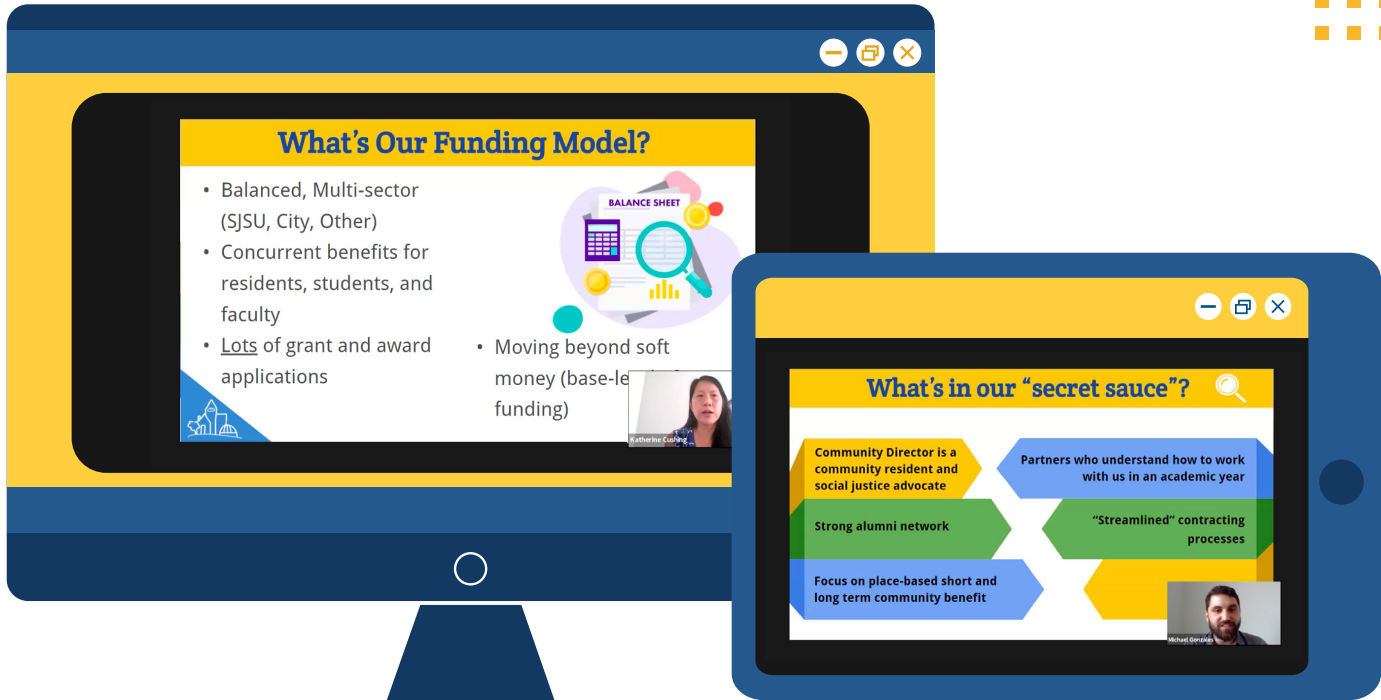 What's Our Funding Model?
• Balanced, Multi-sector
(SJSU, City, Other)
• Concurrent benefits for
residents, students, and
faculty
• Lots of grant and award
applications
BALANCE SHEET
• Moving beyond soft
money
funding)
Katherine Cushing
What's in our "secret sauce"?
Community Director is a
community resident and
social justice advocate
Strong alumni network
Focus on place-based short and
long term community benefit
Partners who understand how to work
with us in an academic year
"Streamlined" contracting
processes
Michael Gonzales